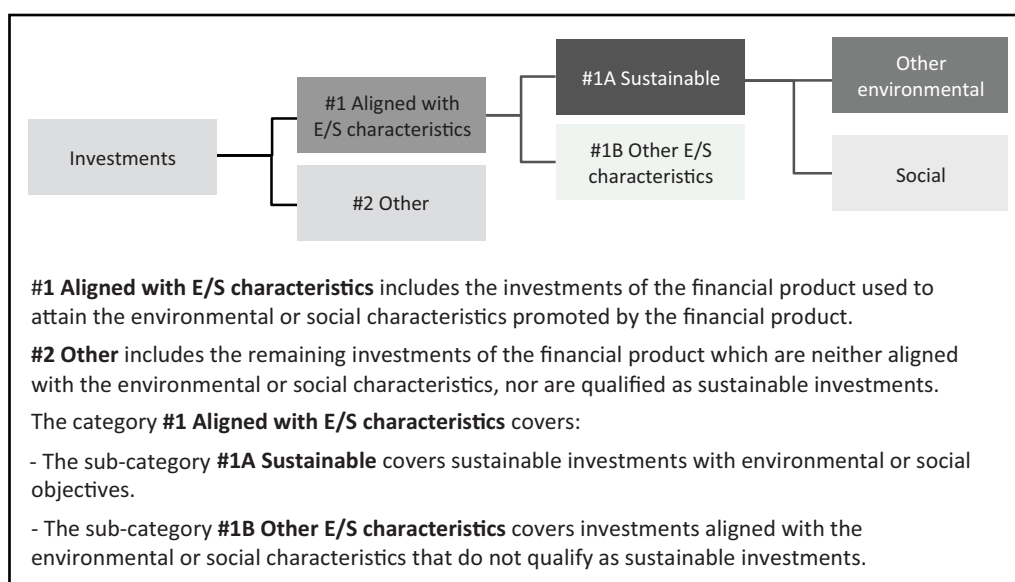 Investments
#1 Aligned with
E/S characteristics
#2 Other
#1A Sustainable
#1B Other E/S
characteristics
Other
environmental
Social
#1 Aligned with E/S characteristics includes the investments of the financial product used to
attain the environmental or social characteristics promoted by the financial product.
#2 Other includes the remaining investments of the financial product which are neither aligned
with the environmental or social characteristics, nor are qualified as sustainable investments.
The category #1 Aligned with E/S characteristics covers:
- The sub-category #1A Sustainable covers sustainable investments with environmental or social
objectives.
- The sub-category #1B Other E/S characteristics covers investments aligned with the
environmental or social characteristics that do not qualify as sustainable investments.